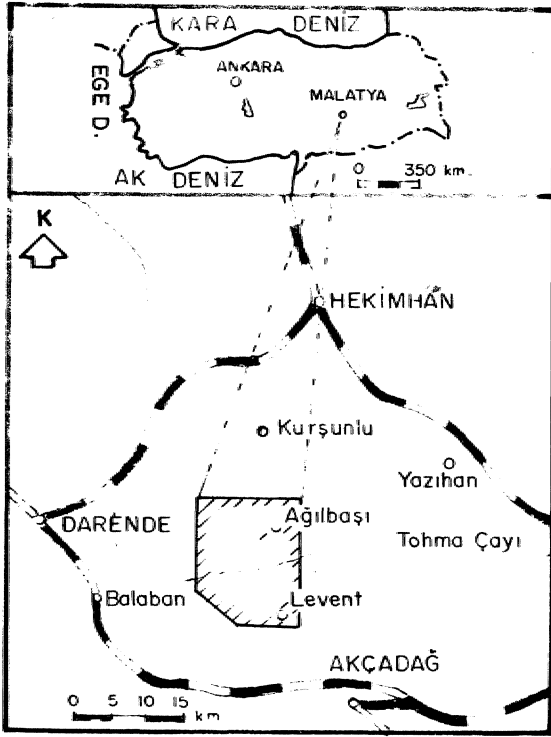 KARA DENİZ
EGE D.
ANKARA
MALATYA
AK DENİZ
0 350 km.
K
HEKİMHAN
Kurşunlu
Yazıhan
DARENDE
Ağılbaşı
Tohma Çayı
Balaban
Levent
AKÇADAĞ
0 5 10 15
km